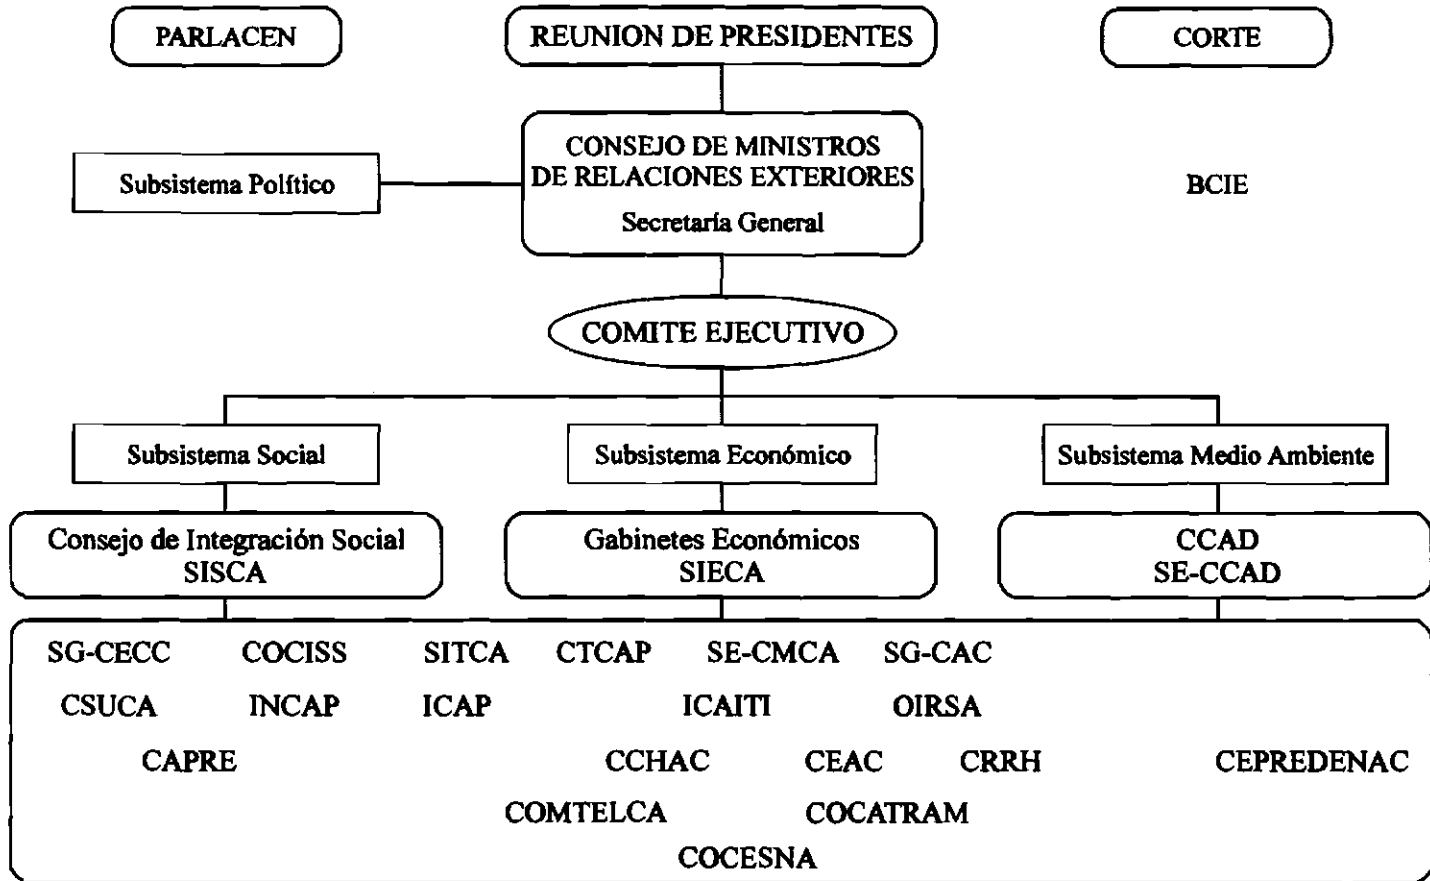 PARLACEN
REUNION DE PRESIDENTES
CORTE
CONSEJO DE MINISTROS
DE RELACIONES EXTERIORES
Secretaría General
Subsistema Político
BCIE
COMITE EJECUTIVO
Subsistema Social
Subsistema Económico
Subsistema Medio Ambiente
Consejo de Integración Social
SISCA
Gabinetes Económicos
SIECA
CCAD
SE-CCAD
SG-CECC COCISS SITCA CTCAP SE-CMCA SG-CAC
CSUCA INCAP ICAP ICAITI OIRSA
CAPRE CCHAC CEAC CRRH CEPREDENAC
COMTELCA COCATRAM
COCESNA